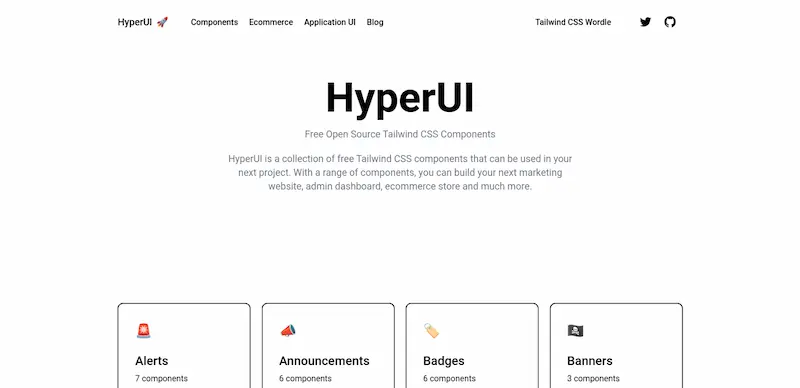 HyperUI 🚀 Components Ecommerce Application UI Blog Tailwind CSS Wordle
HyperUI
Free Open Source Tailwind CSS Components
HyperUI is a collection of free Tailwind CSS components that can be used in your
next project. With a range of components, you can build your next marketing
website, admin dashboard, ecommerce store and much more.
Alerts
7 components
Announcements
6 components
Badges
6 components
Banners
3 components